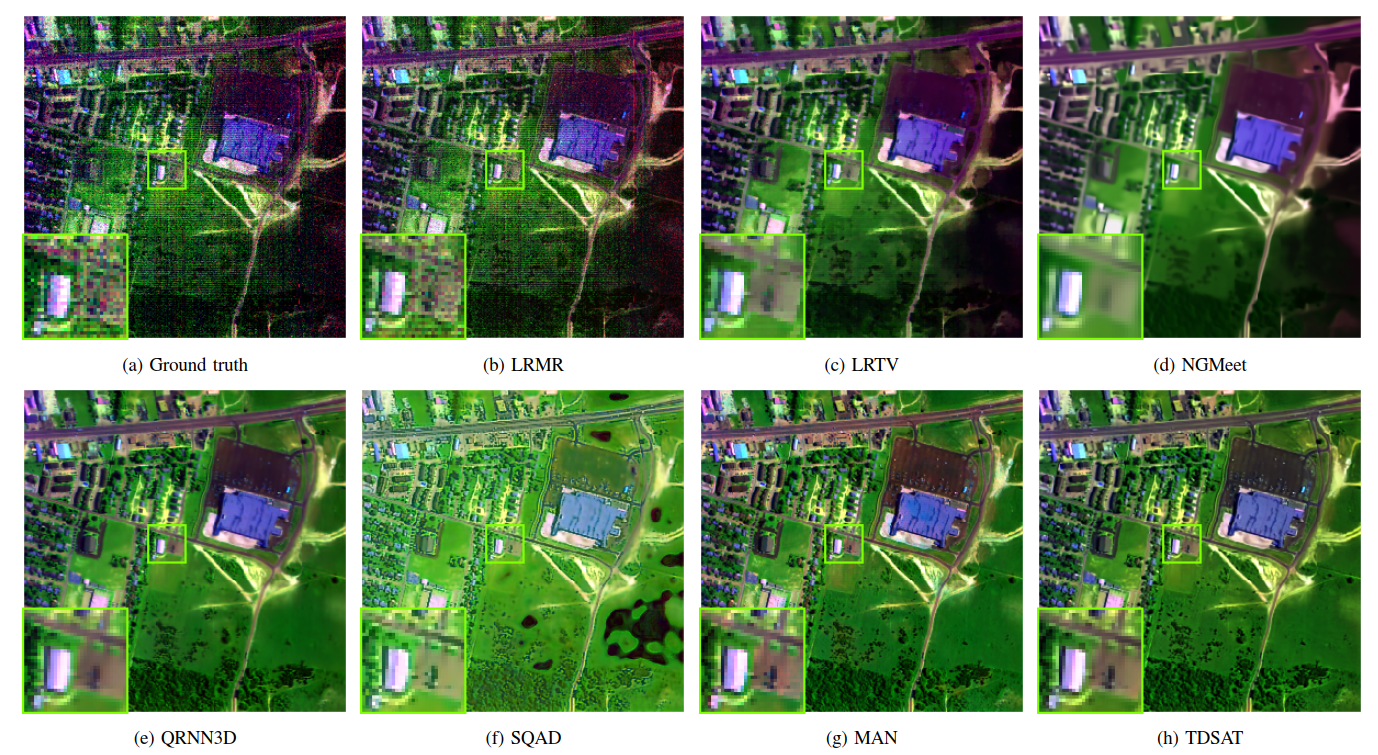 (a) Ground truth
(b) LRMR
(c) LRTV
(d) NGMeet
(e) QRNN3D
(f) SQAD
(g) MAN
(h) TDSAT